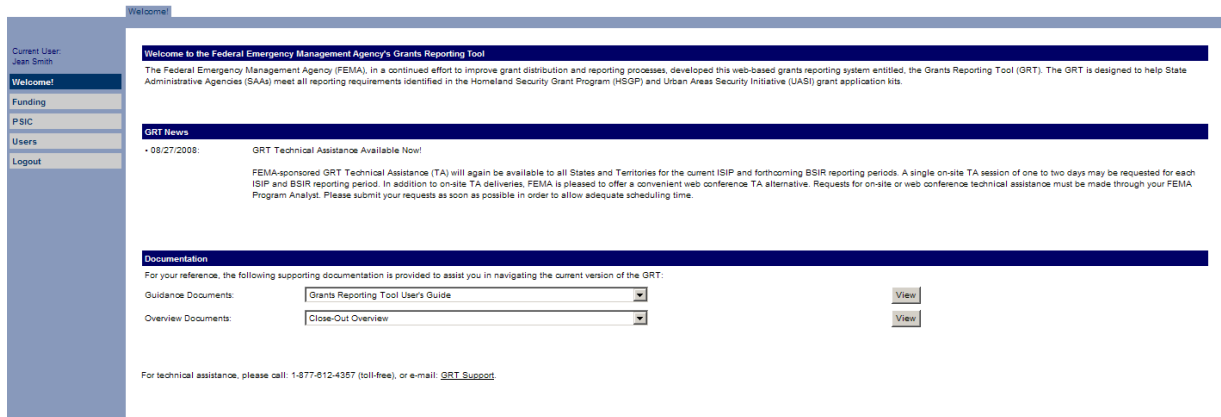 Welcome!
Current User:
Jean Smith
Welcome!
Funding
PSIC
Users
Logout
Welcome to the Federal Emergency Management Agency's Grants Reporting Tool
The Federal Emergency Management Agency (FEMA), in a continued effort to improve grant distribution and reporting processes, developed this web-based grants reporting system entitled, the Grants Reporting Tool (GRT). The GRT is designed to help State
Administrative Agencies (SAAs) meet all reporting requirements identified in the Homeland Security Grant Program (HSGP) and Urban Areas Security Initiative (UASI) grant application kits.
GRT News
• 08/27/2008: GRT Technical Assistance Available Now!
FEMA-sponsored GRT Technical Assistance (TA) will again be available to all States and Territories for the current ISIP and forthcoming BSIR reporting periods. A single on-site TA session of one to two days may be requested for each
ISIP and BSIR reporting period. In addition to on-site TA deliveries, FEMA is pleased to offer a convenient web conference TA alternative. Requests for on-site or web conference technical assistance must be made through your FEMA
Program Analyst. Please submit your requests as soon as possible in order to allow adequate scheduling time.
Documentation
For your reference, the following supporting documentation is provided to assist you in navigating the current version of the GRT:
Guidance Documents: Grants Reporting Tool User's Guide View
Overview Documents: Close-Out Overview View
For technical assistance, please call: 1-877-612-4357 (toll-free), or e-mail: GRT Support.